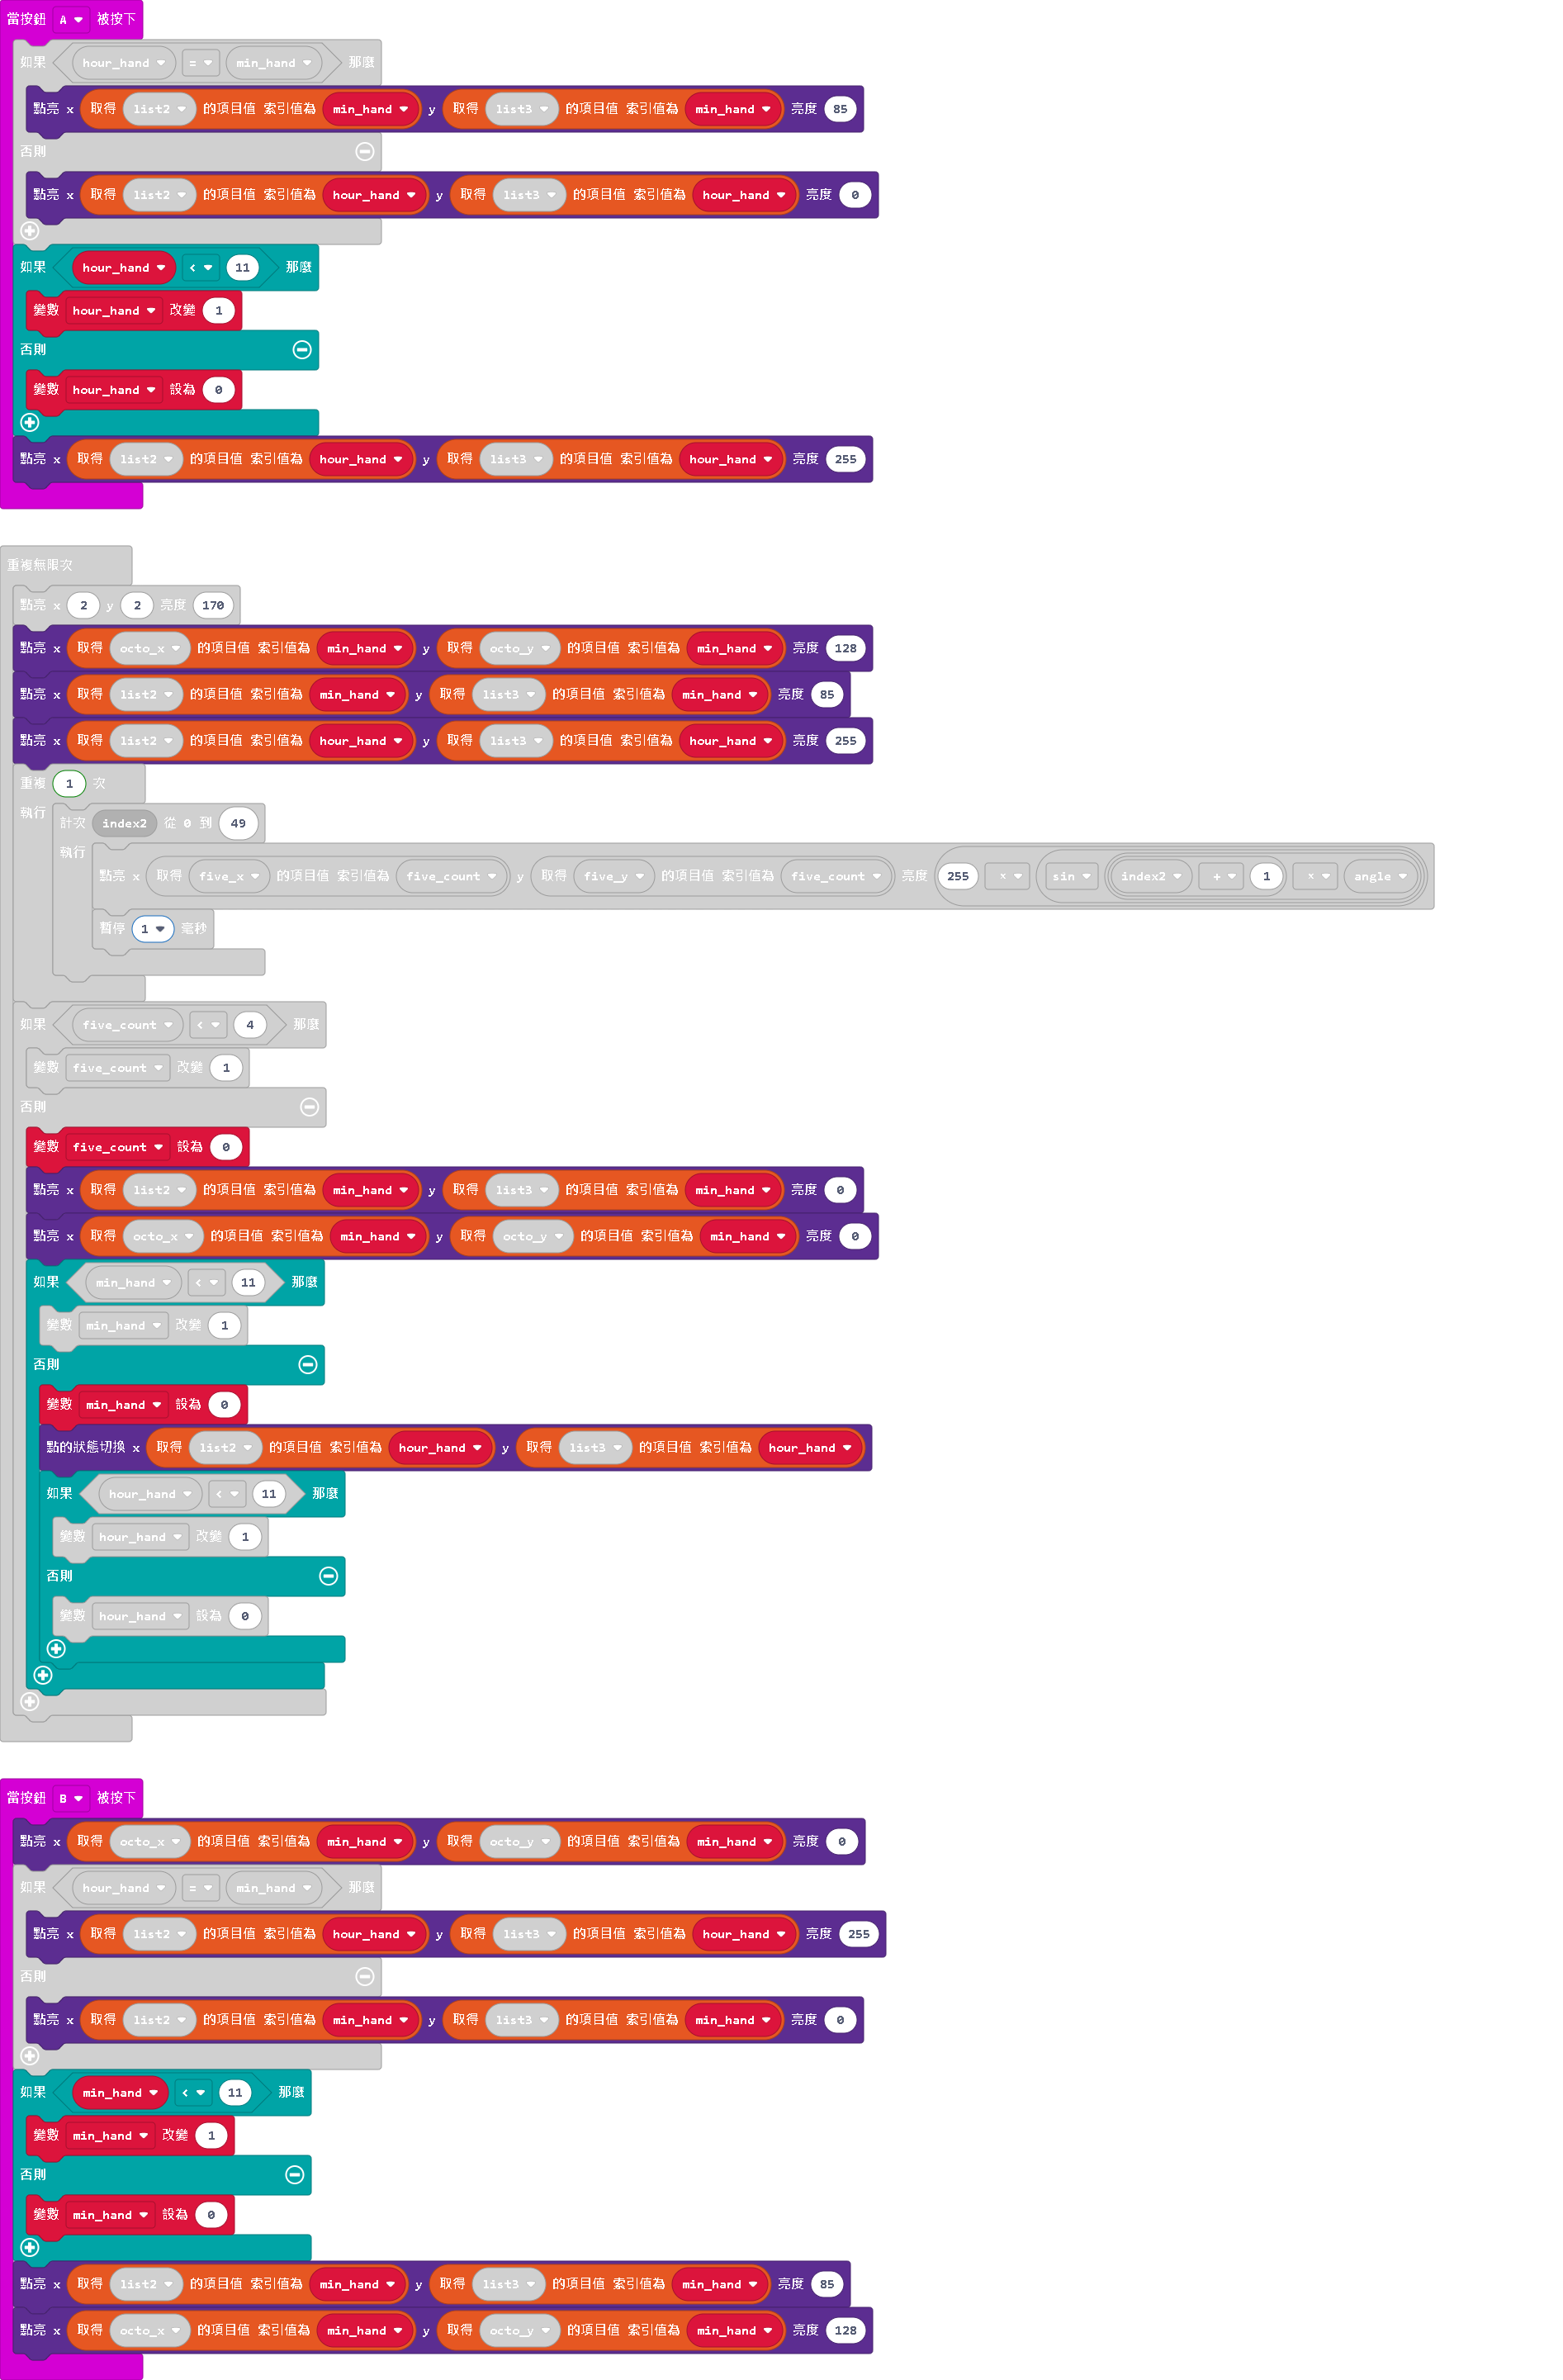 當按鈕 A 被按下
如果 hour_hand = min_hand 那麼
點亮 x 取得 list2 的項目值 索引值為 min_hand y 取得 list3 的項目值 索引值為 min_hand 亮度 85
否則
點亮 x 取得 list2 的項目值 索引值為 hour_hand y 取得 list3 的項目值 索引值為 hour_hand 亮度 0
如果 hour_hand < 11 那麼
變數 hour_hand 改變 1
否則
變數 hour_hand 設為 0
點亮 x 取得 list2 的項目值 索引值為 hour_hand y 取得 list3 的項目值 索引值為 hour_hand 亮度 255
重複無限次
點亮 x 2 y 2 亮度 170
點亮 x 取得 octo_x 的項目值 索引值為 min_hand y 取得 octo_y 的項目值 索引值為 min_hand 亮度 128
點亮 x 取得 list2 的項目值 索引值為 min_hand y 取得 list3 的項目值 索引值為 min_hand 亮度 85
點亮 x 取得 list2 的項目值 索引值為 hour_hand y 取得 list3 的項目值 索引值為 hour_hand 亮度 255
重複 1 次
執行 計次 index2 從 0 到 49
執行 點亮 x 取得 five_x 的項目值 索引值為 five_count y 取得 five_y 的項目值 索引值為 five_count 亮度 255 × sin index2 + 1 × angle
暫停 1 毫秒
如果 five_count < 4 那麼
變數 five_count 改變 1
否則
變數 five_count 設為 0
點亮 x 取得 list2 的項目值 索引值為 min_hand y 取得 list3 的項目值 索引值為 min_hand 亮度 0
點亮 x 取得 octo_x 的項目值 索引值為 min_hand y 取得 octo_y 的項目值 索引值為 min_hand 亮度 0
如果 min_hand < 11 那麼
變數 min_hand 改變 1
否則
變數 min_hand 設為 0
點的狀態切換 x 取得 list2 的項目值 索引值為 hour_hand y 取得 list3 的項目值 索引值為 hour_hand
如果 hour_hand < 11 那麼
變數 hour_hand 改變 1
否則
變數 hour_hand 設為 0
當按鈕 B 被按下
點亮 x 取得 octo_x 的項目值 索引值為 min_hand y 取得 octo_y 的項目值 索引值為 min_hand 亮度 0
如果 hour_hand = min_hand 那麼
點亮 x 取得 list2 的項目值 索引值為 hour_hand y 取得 list3 的項目值 索引值為 hour_hand 亮度 255
否則
點亮 x 取得 list2 的項目值 索引值為 min_hand y 取得 list3 的項目值 索引值為 min_hand 亮度 0
如果 min_hand < 11 那麼
變數 min_hand 改變 1
否則
變數 min_hand 設為 0
點亮 x 取得 list2 的項目值 索引值為 min_hand y 取得 list3 的項目值 索引值為 min_hand 亮度 85
點亮 x 取得 octo_x 的項目值 索引值為 min_hand y 取得 octo_y 的項目值 索引值為 min_hand 亮度 128